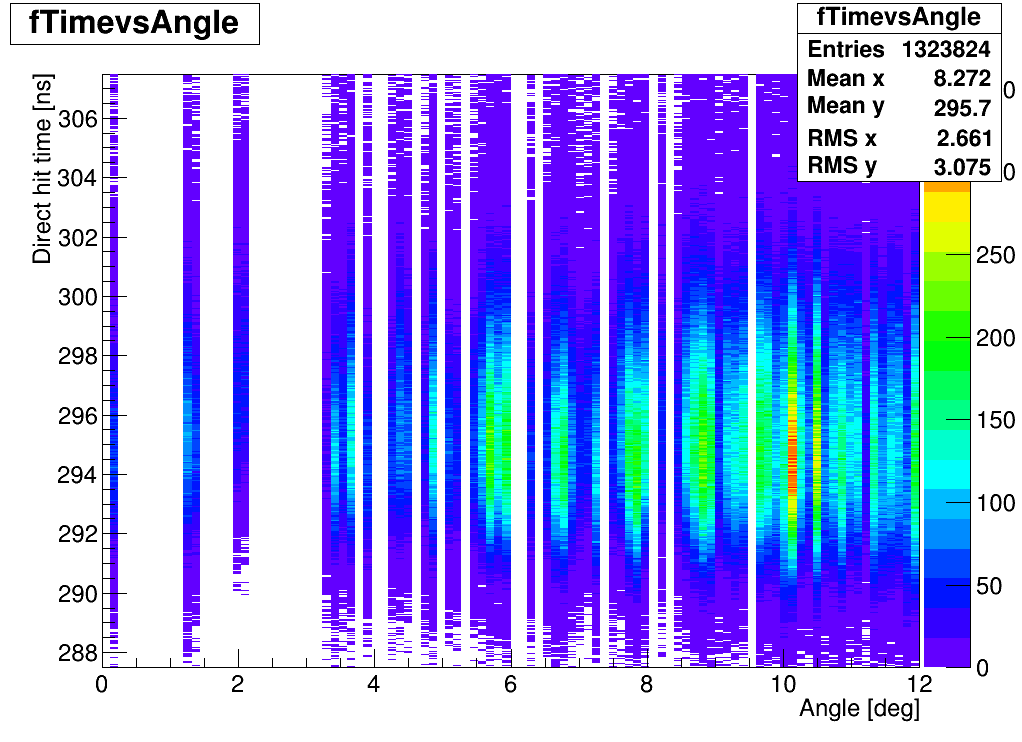 fTimevsAngle
fTimevsAngle
Entries 1323824
Mean x 8.272
Mean y 295.7
RMS x 2.661
RMS y 3.075
Direct hit time [ns]
306
304
302
300
298
296
294
292
290
288
0 2 4 6 8 10 12
Angle [deg]
0
0
250
200
150
100
50
0